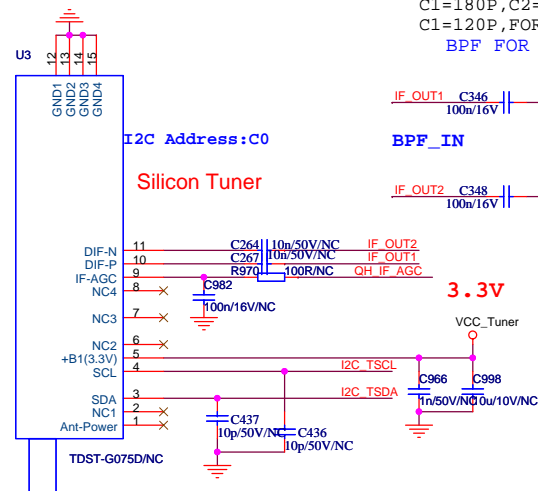 C1=180P,C2=
C1=120P,FOR
BPF FOR
U3
12 13 14 15
GND1 GND2 GND3 GND4
IF_OUT1 C346
100n/16V
I2C Address:C0
BPF_IN
Silicon Tuner
IF_OUT2 C348
100n/16V
DIF-N 11 C264 10n/50V/NC IF_OUT2
DIF-P 10 C267 10n/50V/NC IF_OUT1
IF-AGC 9 R970 100R/NC QH_IF_AGC
NC4 8 C982
100n/16V/NC
3.3V
NC3 7
VCC_Tuner
NC2 6
+B1(3.3V) 5
SCL 4 I2C_TSCL
C966 C998
1n/50V/NC 10u/10V/NC
SDA 3 I2C_TSDA
NC1 2
Ant-Power 1
C437
10p/50V/NC
C436
10p/50V/NC
TDST-G075D/NC